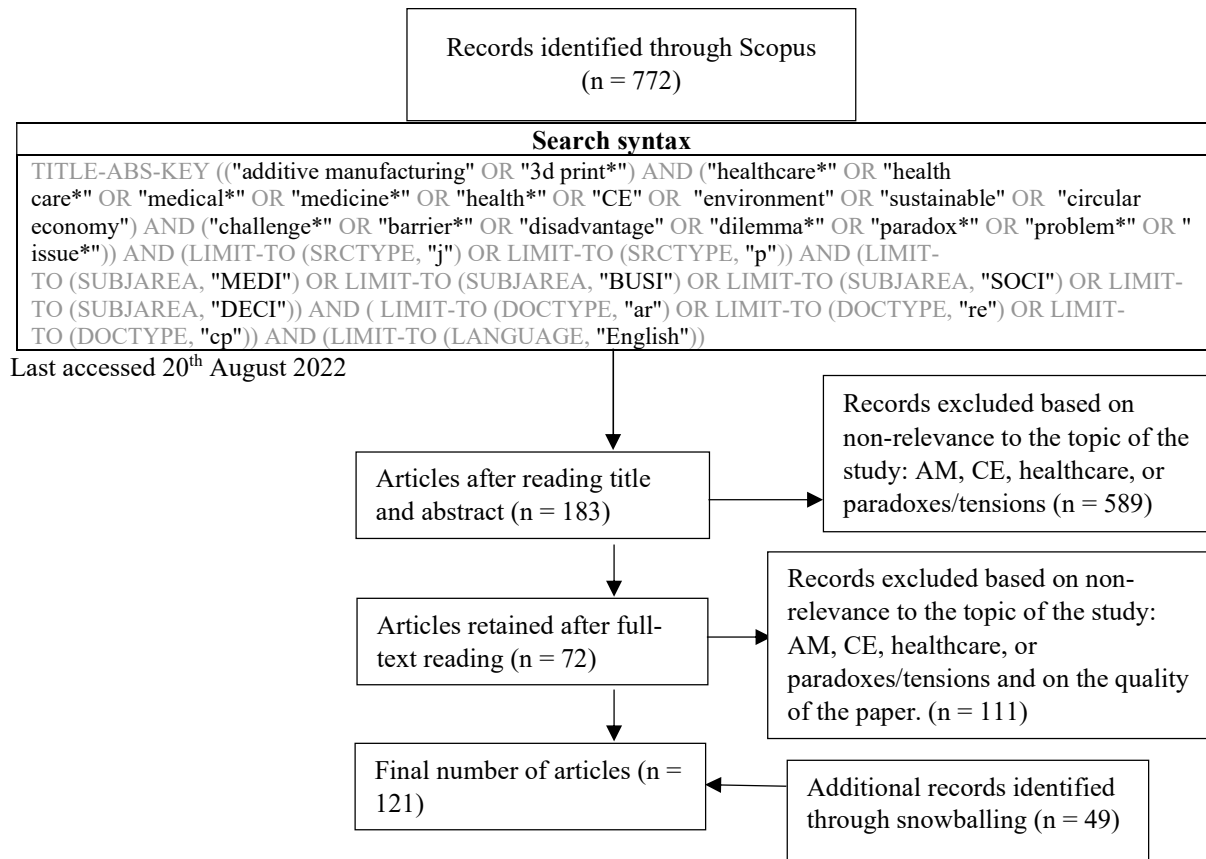 Records identified through Scopus
(n = 772)
Search syntax
TITLE-ABS-KEY (("additive manufacturing" OR "3d print*") AND ("healthcare*" OR "health
care*" OR "medical*" OR "medicine*" OR "health*" OR "CE" OR "environment" OR "sustainable" OR "circular
economy") AND ("challenge*" OR "barrier*" OR "disadvantage" OR "dilemma*" OR "paradox*" OR "problem*" OR "
issue*")) AND (LIMIT-TO (SRCTYPE, "j") OR LIMIT-TO (SRCTYPE, "p")) AND (LIMIT-
TO (SUBJAREA, "MEDI") OR LIMIT-TO (SUBJAREA, "BUSI") OR LIMIT-TO (SUBJAREA, "SOCI") OR LIMIT-
TO (SUBJAREA, "DECI")) AND ( LIMIT-TO (DOCTYPE, "ar") OR LIMIT-TO (DOCTYPE, "re") OR LIMIT-
TO (DOCTYPE, "cp")) AND (LIMIT-TO (LANGUAGE, "English"))
Last accessed 20th August 2022
Records excluded based on
non-relevance to the topic of the
study: AM, CE, healthcare, or
paradoxes/tensions (n = 589)
Articles after reading title
and abstract (n = 183)
Records excluded based on non-
relevance to the topic of the study:
AM, CE, healthcare, or
paradoxes/tensions and on the quality
of the paper. (n = 111)
Articles retained after full-
text reading (n = 72)
Final number of articles (n =
121)
Additional records identified
through snowballing (n = 49)